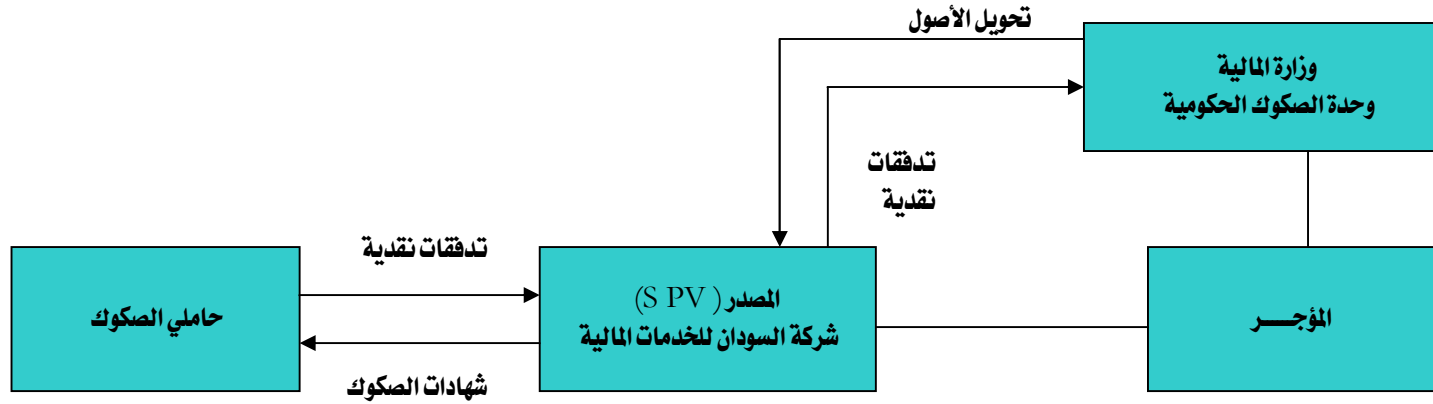 تحويل الأصول
وزارة المالية
وحدة الصكوك الحكومية
تدفقات
نقدية
تدفقات نقدية
المصدر (S PV)
شركة السودان للخدمات المالية
المؤجـــــر
حاملي الصكوك
شهادات الصكوك